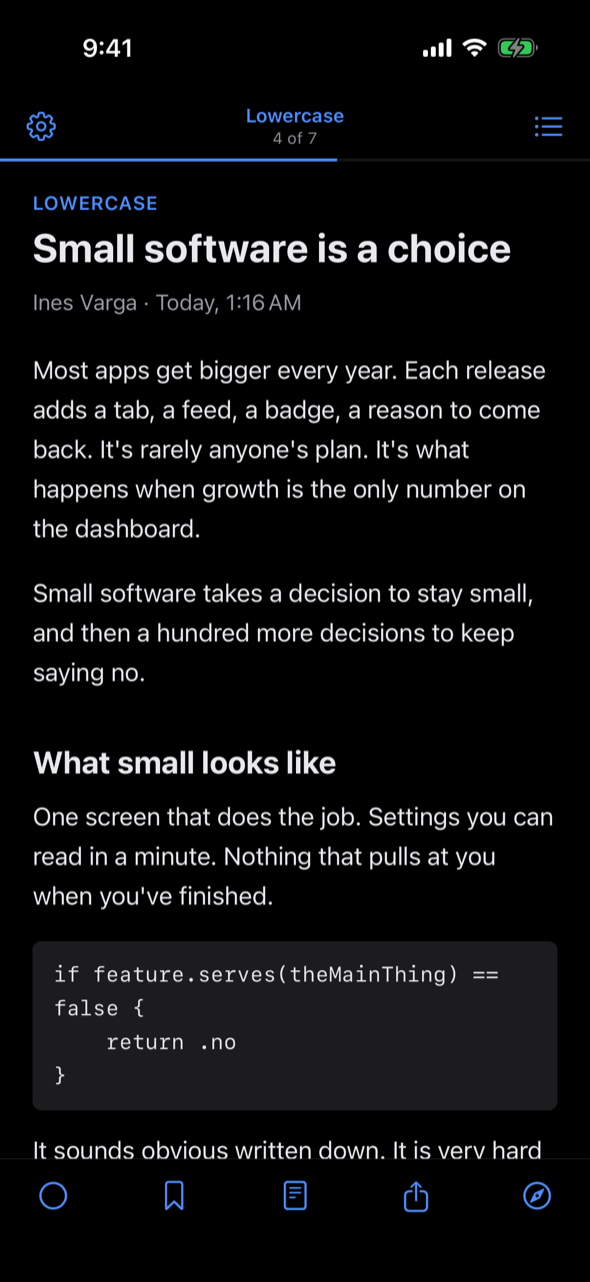 9:41
Lowercase
4 of 7
LOWERCASE
Small software is a choice
Ines Varga · Today, 1:16 AM
Most apps get bigger every year. Each release
adds a tab, a feed, a badge, a reason to come
back. It's rarely anyone's plan. It's what
happens when growth is the only number on
the dashboard.
Small software takes a decision to stay small,
and then a hundred more decisions to keep
saying no.
What small looks like
One screen that does the job. Settings you can
read in a minute. Nothing that pulls at you
when you've finished.
if feature.serves(theMainThing) ==
false {
    return .no
}
It sounds obvious written down. It is very hard